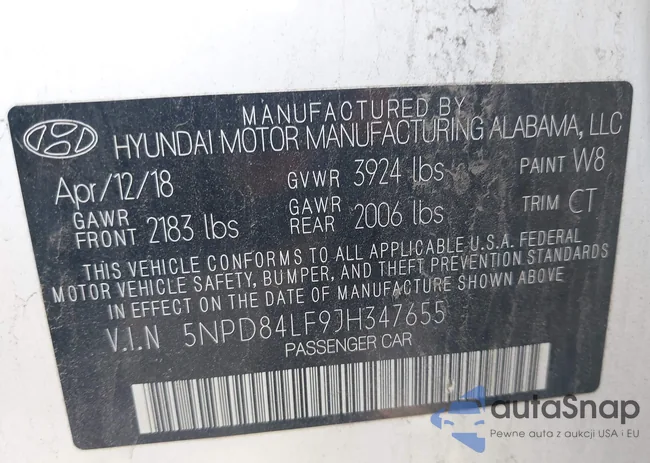 MANUFACTURED BY
HYUNDAI MOTOR MANUFACTURING ALABAMA, LLC
Apr/12/18 GVWR 3924 lbs PAINT W8
GAWR FRONT 2183 lbs GAWR REAR 2006 lbs TRIM CT
THIS VEHICLE CONFORMS TO ALL APPLICABLE U.S.A. FEDERAL
MOTOR VEHICLE SAFETY, BUMPER, AND THEFT PREVENTION STANDARDS
IN EFFECT ON THE DATE OF MANUFACTURE SHOWN ABOVE
V.I.N 5NPD84LF9JH347655
PASSENGER CAR
autaSnap
Pewne auta z aukcji USA i EU